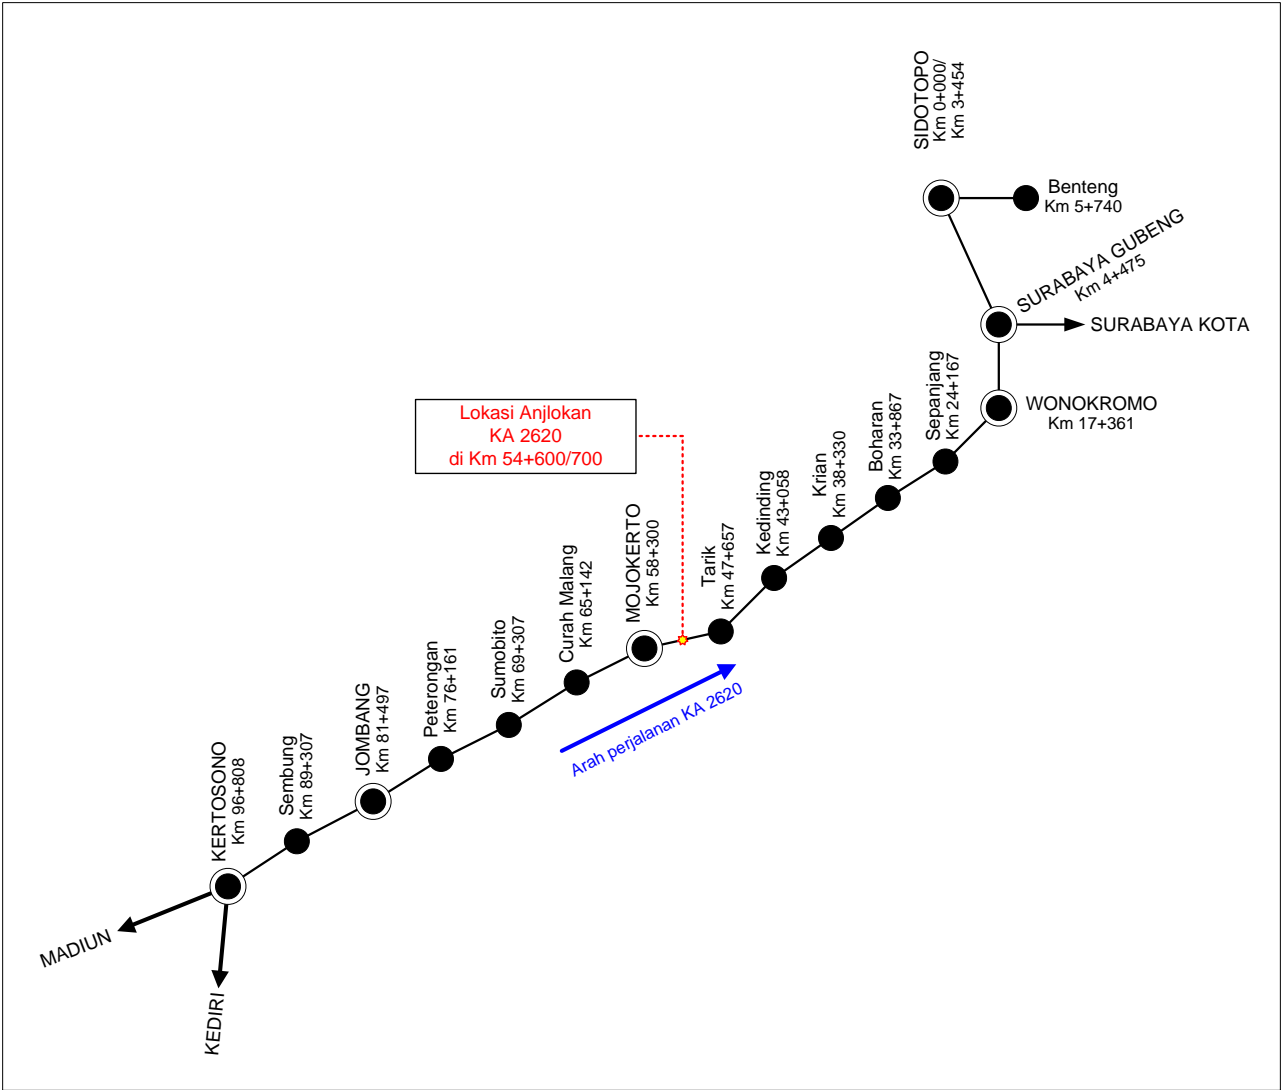 SIDOTOPO
Km 0+000/
Km 3+454
Benteng
Km 5+740
SURABAYA GUBENG
Km 4+475
SURABAYA KOTA
WONOKROMO
Km 17+361
Sepanjang
Km 24+167
Boharan
Km 33+867
Krian
Km 38+330
Kedinding
Km 43+058
Tarik
Km 47+657
Lokasi Anjlokan
KA 2620
di Km 54+600/700
MOJOKERTO
Km 58+300
Curah Malang
Km 65+142
Sumobito
Km 69+307
Peterongan
Km 76+161
JOMBANG
Km 81+497
Sembung
Km 89+307
KERTOSONO
Km 96+808
Arah perjalanan KA 2620
MADIUN
KEDIRI